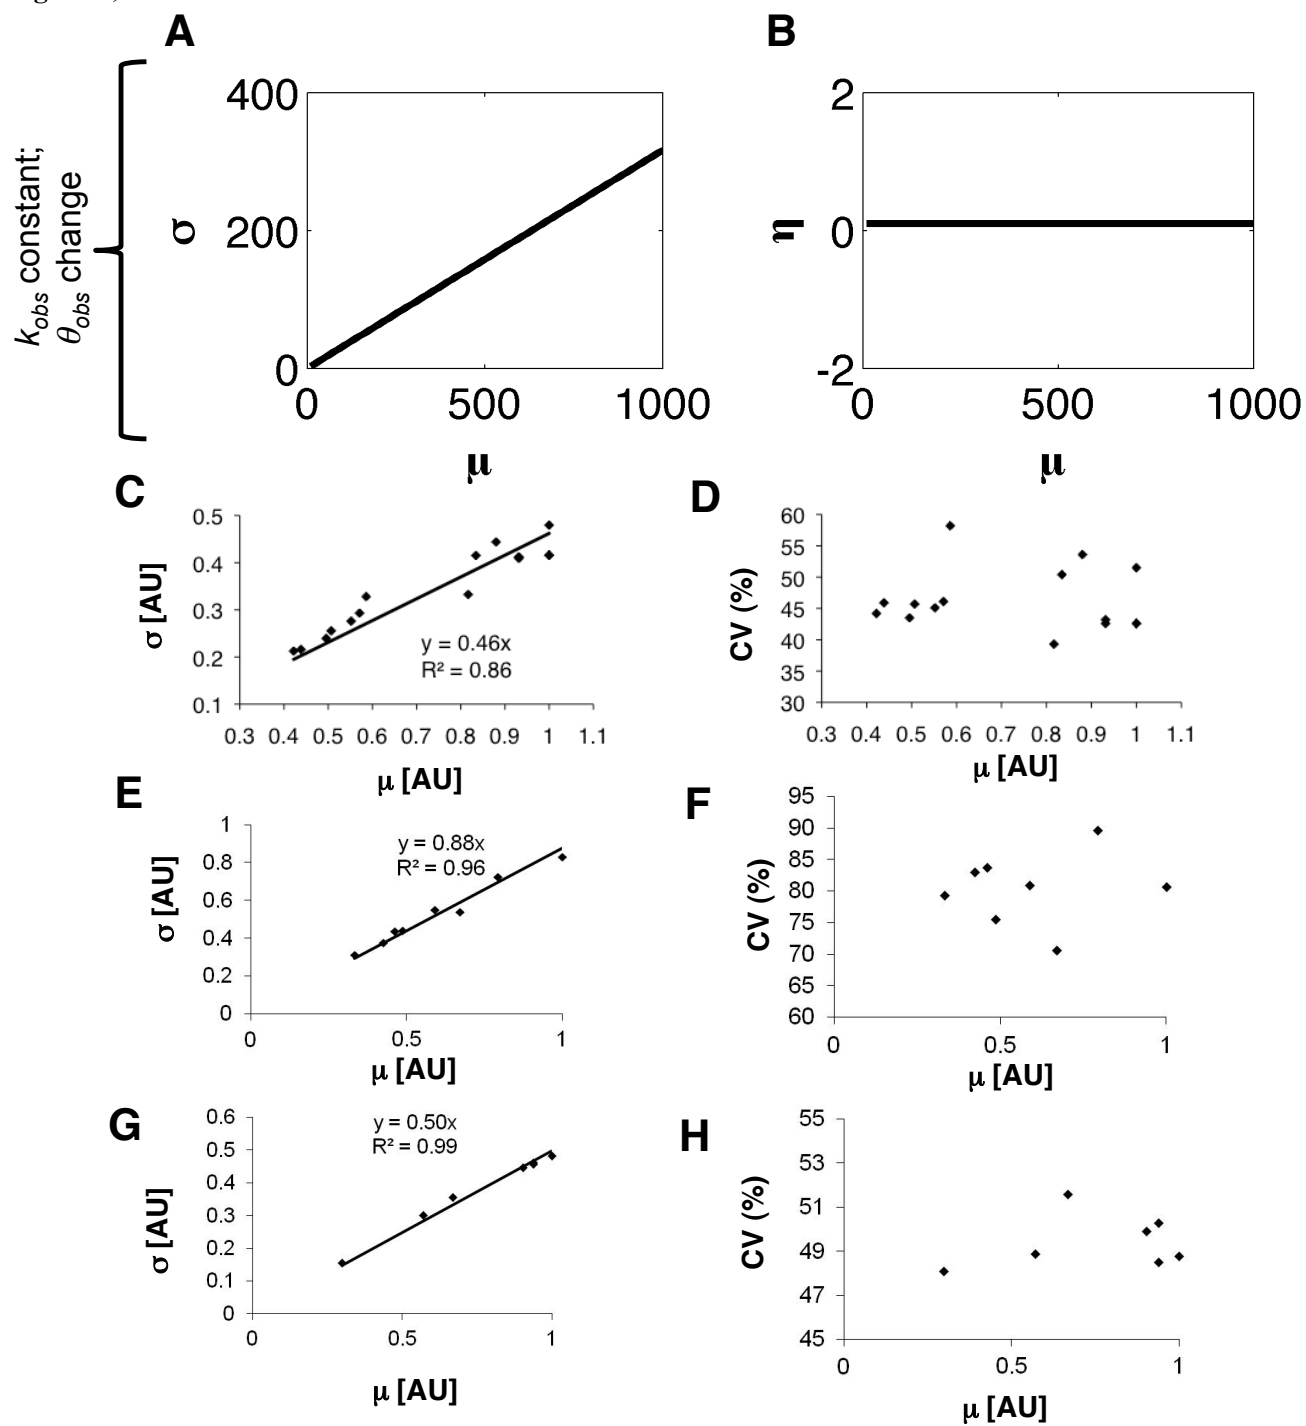 A
B
k_obs constant;
θ_obs change
400
200
0
σ
0 500 1000
μ
2
0
-2
η
0 500 1000
μ
C
0.5
0.4
0.3
0.2
0.1
σ [AU]
y = 0.46x
R² = 0.86
0.3 0.4 0.5 0.6 0.7 0.8 0.9 1 1.1
μ [AU]
D
60
55
50
45
40
35
30
CV (%)
0.3 0.4 0.5 0.6 0.7 0.8 0.9 1 1.1
μ [AU]
E
1
0.8
0.6
0.4
0.2
0
σ [AU]
y = 0.88x
R² = 0.96
0 0.5 1
μ [AU]
F
95
90
85
80
75
70
65
60
CV (%)
0 0.5 1
μ [AU]
G
0.6
0.5
0.4
0.3
0.2
0.1
0
σ [AU]
y = 0.50x
R² = 0.99
0 0.5 1
μ [AU]
H
55
53
51
49
47
45
CV (%)
0 0.5 1
μ [AU]